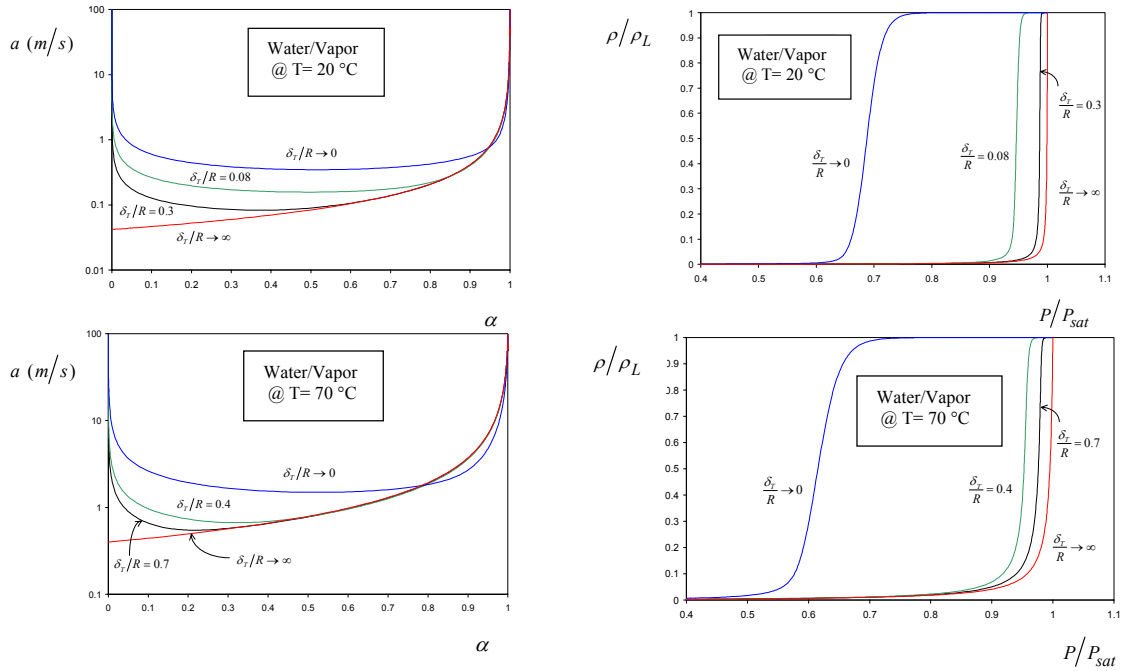 a (m/s)
100
10
1
0.1
0.01
Water/Vapor
@ T= 20 °C
δ_T/R → 0
δ_T/R = 0.08
δ_T/R = 0.3
δ_T/R → ∞
0 0.1 0.2 0.3 0.4 0.5 0.6 0.7 0.8 0.9 1
α
ρ/ρ_L
1
0.9
0.8
0.7
0.6
0.5
0.4
0.3
0.2
0.1
0
Water/Vapor
@ T= 20 °C
δ_T/R → 0
δ_T/R = 0.08
δ_T/R = 0.3
δ_T/R → ∞
0.4 0.5 0.6 0.7 0.8 0.9 1 1.1
P/P_sat
a (m/s)
100
10
1
0.1
Water/Vapor
@ T= 70 °C
δ_T/R → 0
δ_T/R = 0.4
δ_T/R = 0.7
δ_T/R → ∞
0 0.1 0.2 0.3 0.4 0.5 0.6 0.7 0.8 0.9 1
α
ρ/ρ_L
1
0.9
0.8
0.7
0.6
0.5
0.4
0.3
0.2
0.1
0
Water/Vapor
@ T= 70 °C
δ_T/R → 0
δ_T/R = 0.4
δ_T/R = 0.7
δ_T/R → ∞
0.4 0.5 0.6 0.7 0.8 0.9 1 1.1
P/P_sat